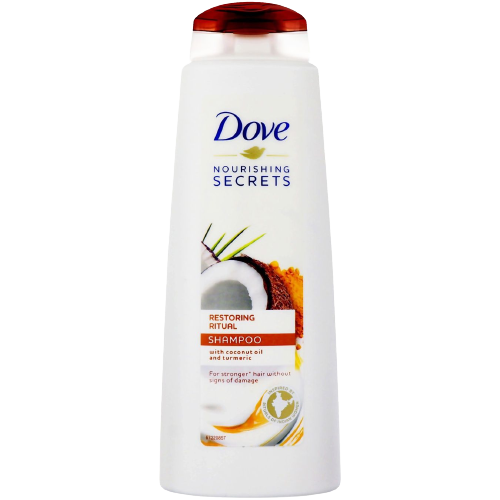 Dove
NOURISHING
SECRETS
RESTORING
RITUAL
SHAMPOO
with coconut oil
and turmeric
For stronger* hair without
signs of damage